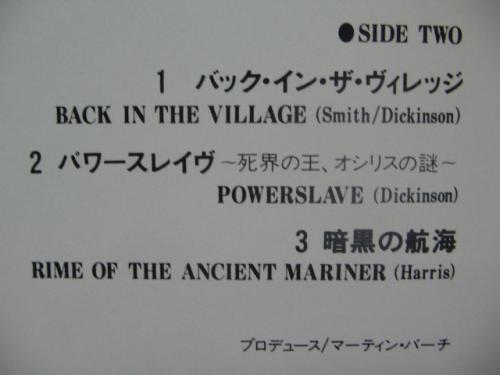 ●SIDE TWO
1 バック・イン・ザ・ヴィレッジ
BACK IN THE VILLAGE (Smith/Dickinson)
2 パワースレイヴ〜死界の王、オシリスの謎〜
POWERSLAVE (Dickinson)
3 暗黒の航海
RIME OF THE ANCIENT MARINER (Harris)
プロデュース/マーティン・バーチ